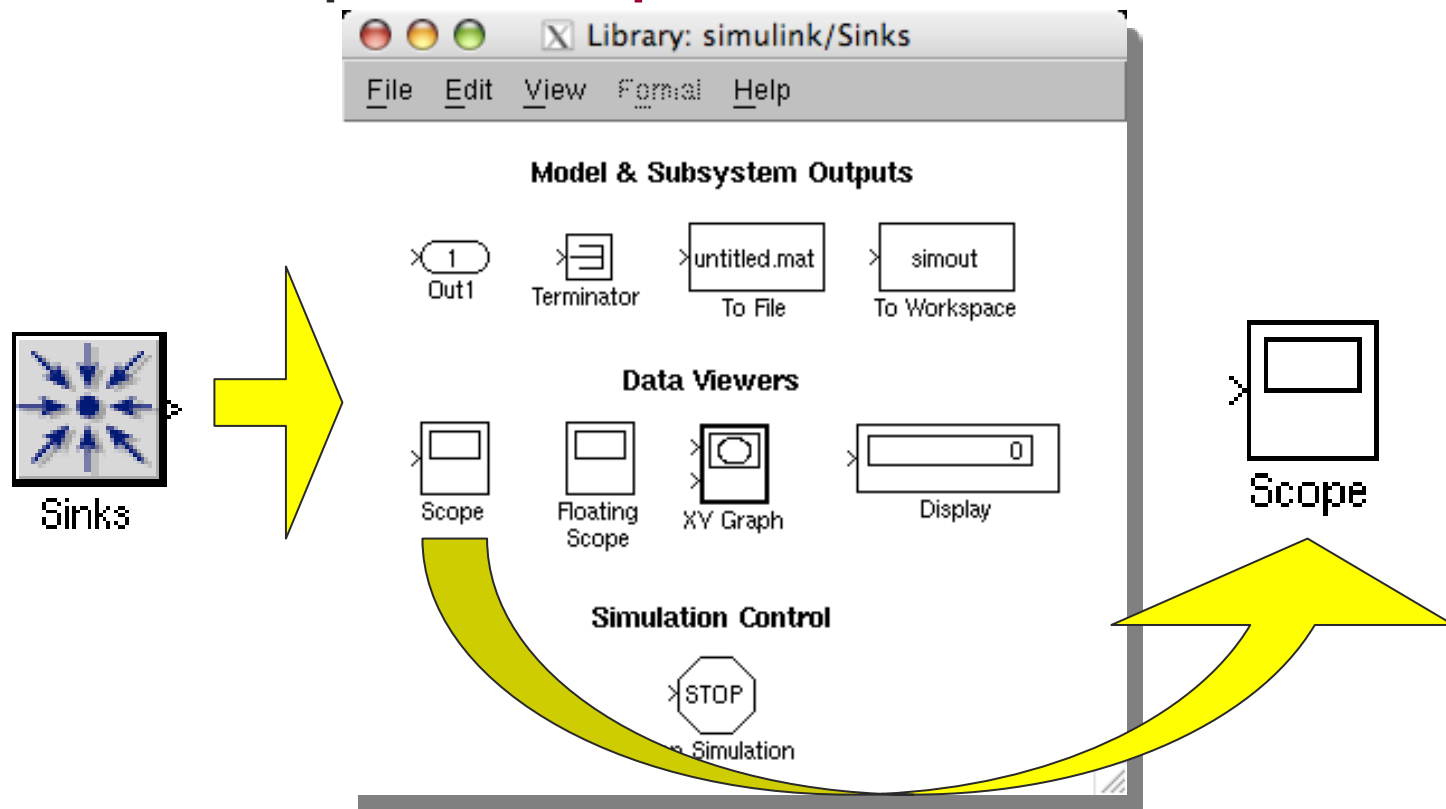 X Library: simulink/Sinks
File Edit View Format Help
Model & Subsystem Outputs
1
untitled.mat
simout
Out1
Terminator
To File
To Workspace
Data Viewers
0
Scope
Floating
Scope
XY Graph
Display
Simulation Control
STOP
Simulation
Sinks
Scope